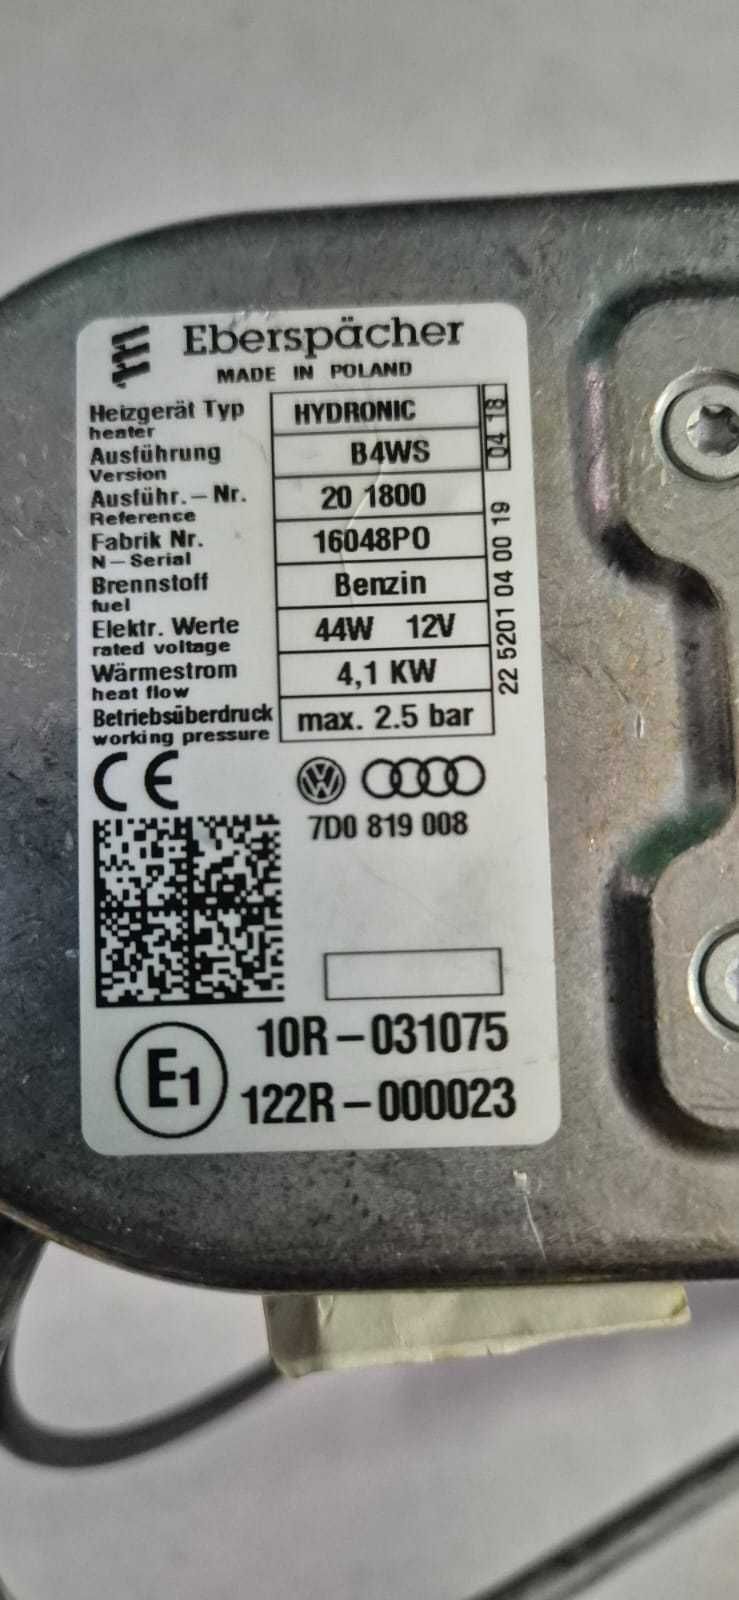 Eberspächer
MADE IN POLAND
Heizgerät Typ HYDRONIC
heater
Ausführung B4WS
Version
Ausführ.-Nr. 20 1800
Reference
Fabrik Nr. 16048P0
N-Serial
Brennstoff Benzin
fuel
Elektr. Werte 44W 12V
rated voltage
Wärmestrom 4,1 KW
heat flow
Betriebsüberdruck max. 2.5 bar
working pressure
04 18
22 5201 04 00 19
CE
VW
7D0 819 008
E1
10R-031075
122R-000023